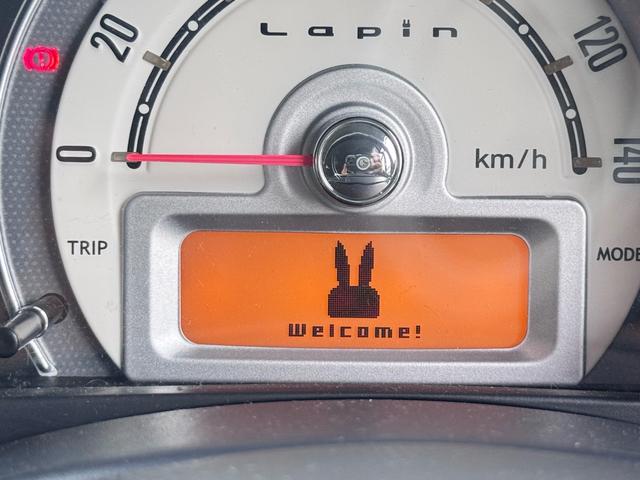 Lapin
20
120
0
km/h
140
TRIP
MODE
Welcome!